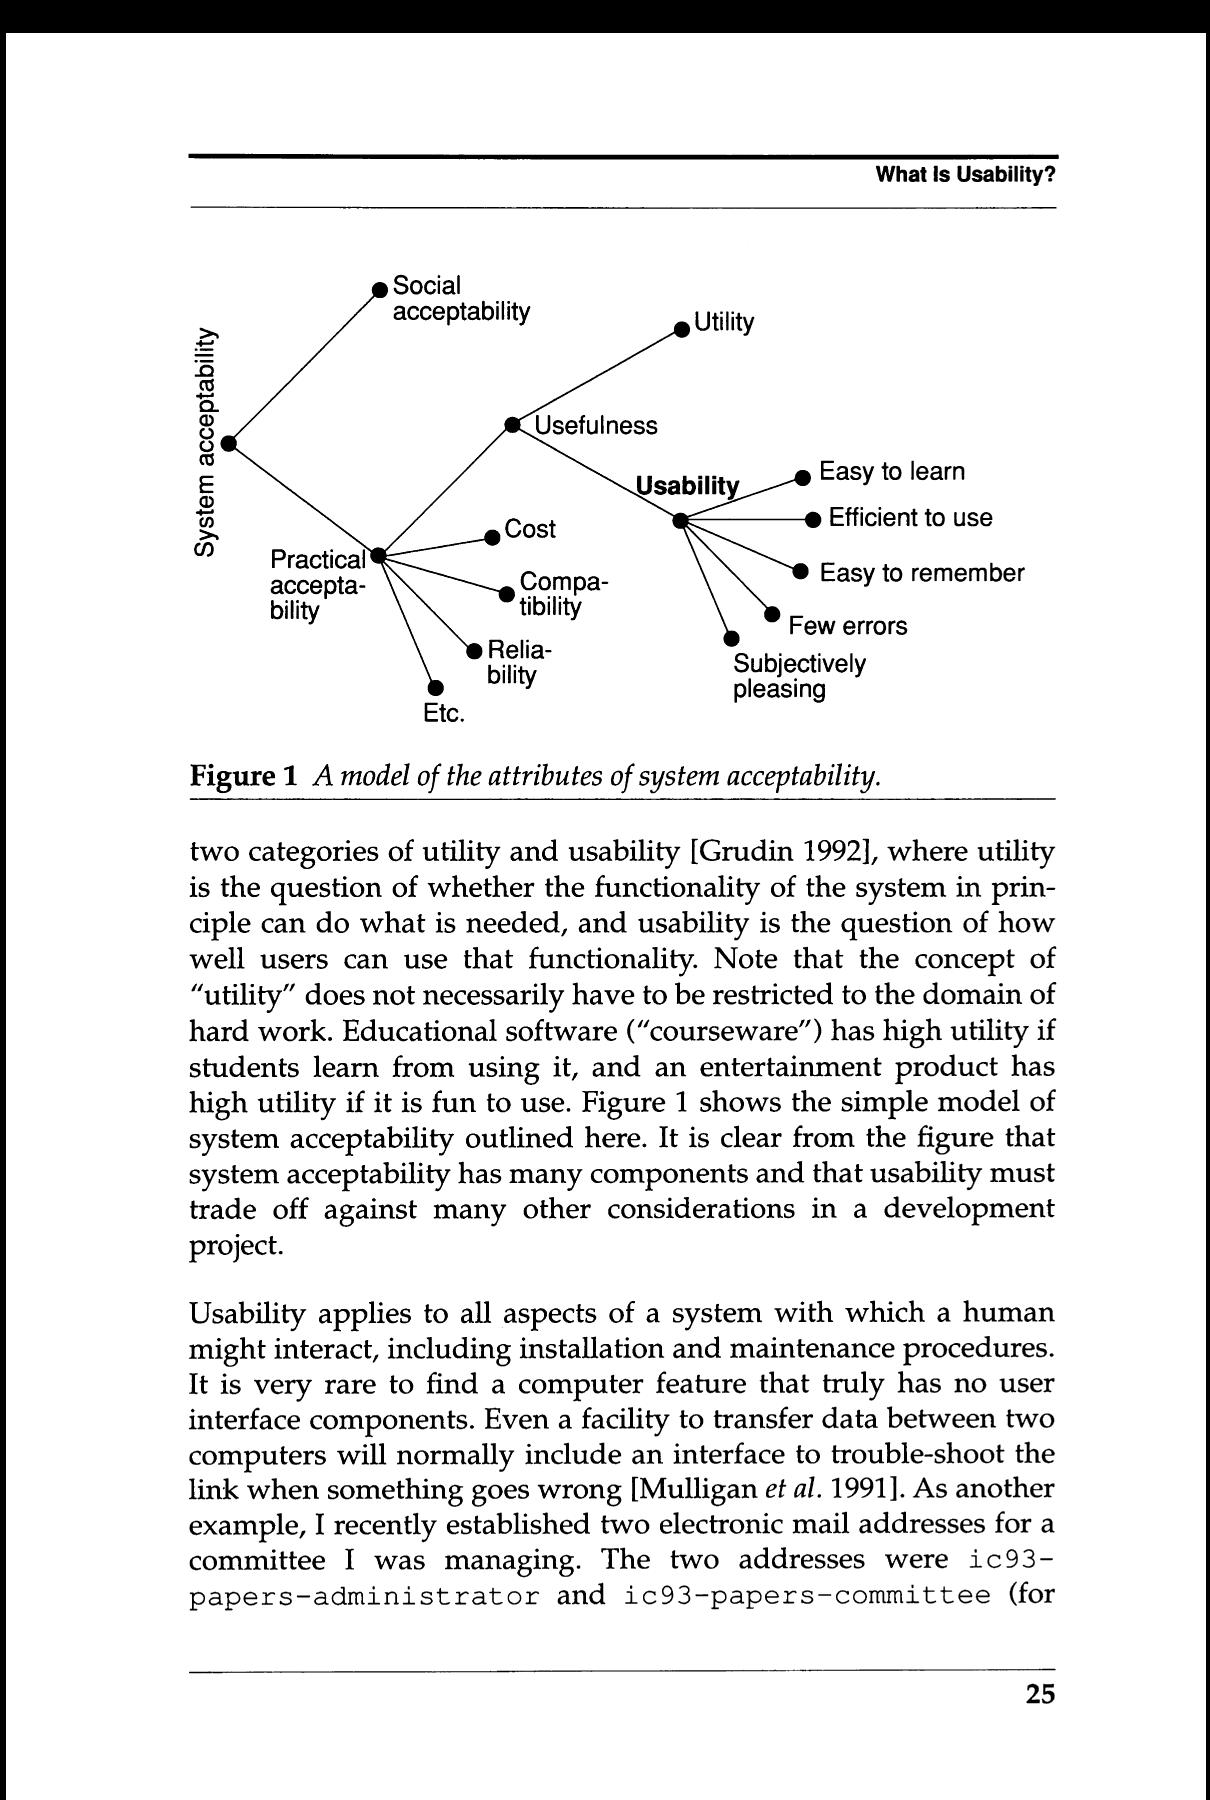 What Is Usability?
Social
acceptability
Utility
System acceptability
Usefulness
Usability
Easy to learn
Efficient to use
Cost
Practical
accepta-
bility
Compa-
tibility
Easy to remember
Few errors
Relia-
bility
Subjectively
pleasing
Etc.
Figure 1 A model of the attributes of system acceptability.
two categories of utility and usability [Grudin 1992], where utility
is the question of whether the functionality of the system in prin-
ciple can do what is needed, and usability is the question of how
well users can use that functionality. Note that the concept of
"utility" does not necessarily have to be restricted to the domain of
hard work. Educational software ("courseware") has high utility if
students learn from using it, and an entertainment product has
high utility if it is fun to use. Figure 1 shows the simple model of
system acceptability outlined here. It is clear from the figure that
system acceptability has many components and that usability must
trade off against many other considerations in a development
project.
Usability applies to all aspects of a system with which a human
might interact, including installation and maintenance procedures.
It is very rare to find a computer feature that truly has no user
interface components. Even a facility to transfer data between two
computers will normally include an interface to trouble-shoot the
link when something goes wrong [Mulligan et al. 1991]. As another
example, I recently established two electronic mail addresses for a
committee I was managing. The two addresses were ic93-
papers-administrator and ic93-papers-committee (for
25